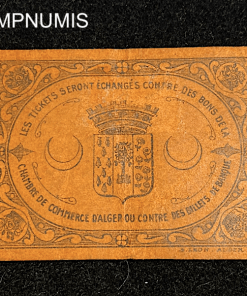 MPNUMIS
LES TICKETS SERONT ÉCHANGÉS CONTRE DES BONS DE LA
CHAMBRE DE COMMERCE D'ALGER OU CONTRE DES BILLETS DE BANQUE